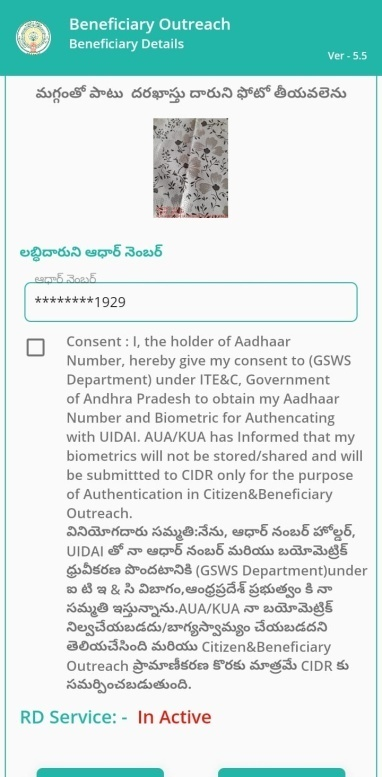 Beneficiary Outreach
Beneficiary Details
Ver - 5.5
మగ్గంతో పాటు దరఖాస్తు దారుని ఫోటో తీయవలెను
లబ్ధిదారుని ఆధార్ నెంబర్
ఆధార్ నెంబర్
********1929
Consent : I, the holder of Aadhaar
Number, hereby give my consent to (GSWS
Department) under ITE&C, Government
of Andhra Pradesh to obtain my Aadhaar
Number and Biometric for Authencating
with UIDAI. AUA/KUA has Informed that my
biometrics will not be stored/shared and will
be submittted to CIDR only for the purpose
of Authentication in Citizen&Beneficiary
Outreach.
వినియోగదారు సమ్మతి:నేను, ఆధార్ నంబర్ హోల్డర్,
UIDAI తో నా ఆధార్ నంబర్ మరియు బయోమెట్రిక్
ధ్రువీకరణ పొందటానికి (GSWS Department)under
ఐ టి ఇ & సి విబాగం,ఆంధ్రప్రదేశ్ ప్రభుత్వం కి నా
సమ్మతి ఇస్తున్నాను.AUA/KUA నా బయోమెట్రిక్
నిల్వచేయబడదు/బాగ్యస్వామ్యం చేయబడదని
తెలియచేసింది మరియు Citizen&Beneficiary
Outreach ప్రామాణీకరణ కొరకు మాత్రమే CIDR కు
సమర్పించబడుతుంది.
RD Service: - In Active